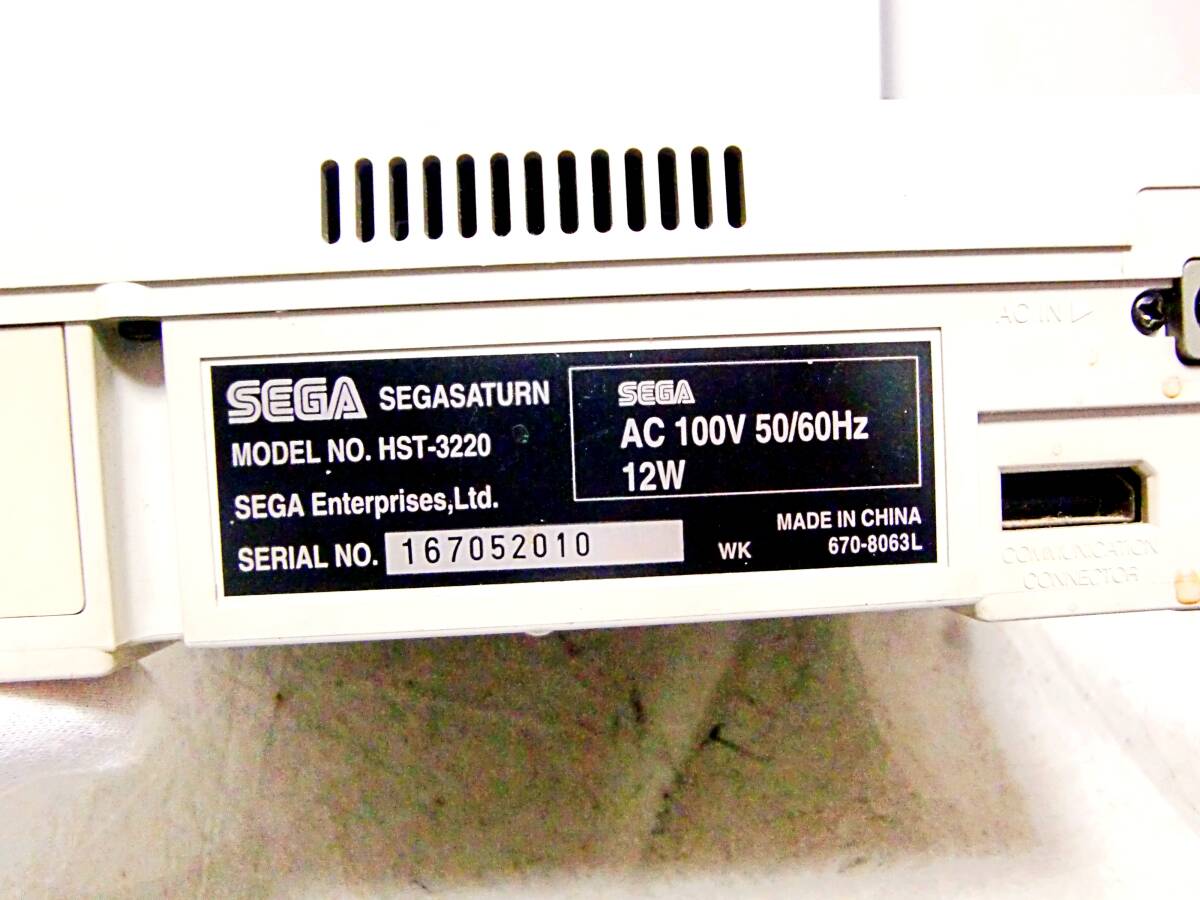 SEGA SEGASATURN
MODEL NO. HST-3220
SEGA Enterprises,Ltd.
SERIAL NO. 167052010
SEGA
AC 100V 50/60Hz
12W
WK
MADE IN CHINA
670-8063L
AC IN
COMMUNICATION
CONNECTOR